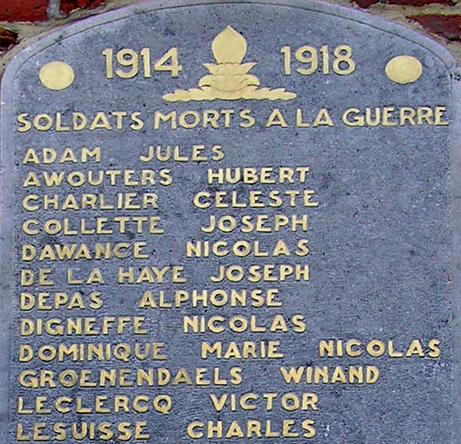 1914 1918
SOLDATS MORTS A LA GUERRE
ADAM JULES
AWOUTERS HUBERT
CHARLIER CELESTE
COLLETTE JOSEPH
DAWANCE NICOLAS
DE LA HAYE JOSEPH
DEPAS ALPHONSE
DIGNEFFE NICOLAS
DOMINIQUE MARIE NICOLAS
GROENENDAELS WINAND
LECLERCQ VICTOR
LESUISSE CHARLES